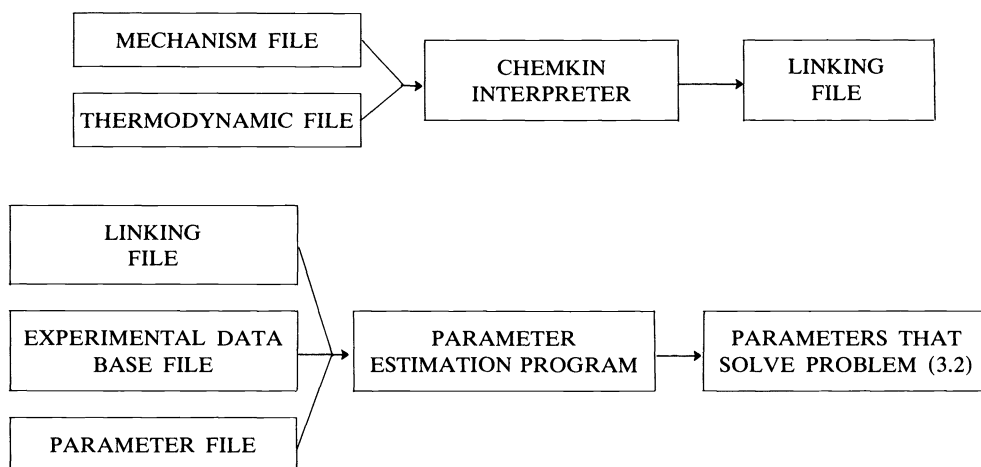 MECHANISM FILE
THERMODYNAMIC FILE
CHEMKIN
INTERPRETER
LINKING
FILE
LINKING
FILE
EXPERIMENTAL DATA
BASE FILE
PARAMETER FILE
PARAMETER
ESTIMATION PROGRAM
PARAMETERS THAT
SOLVE PROBLEM (3.2)